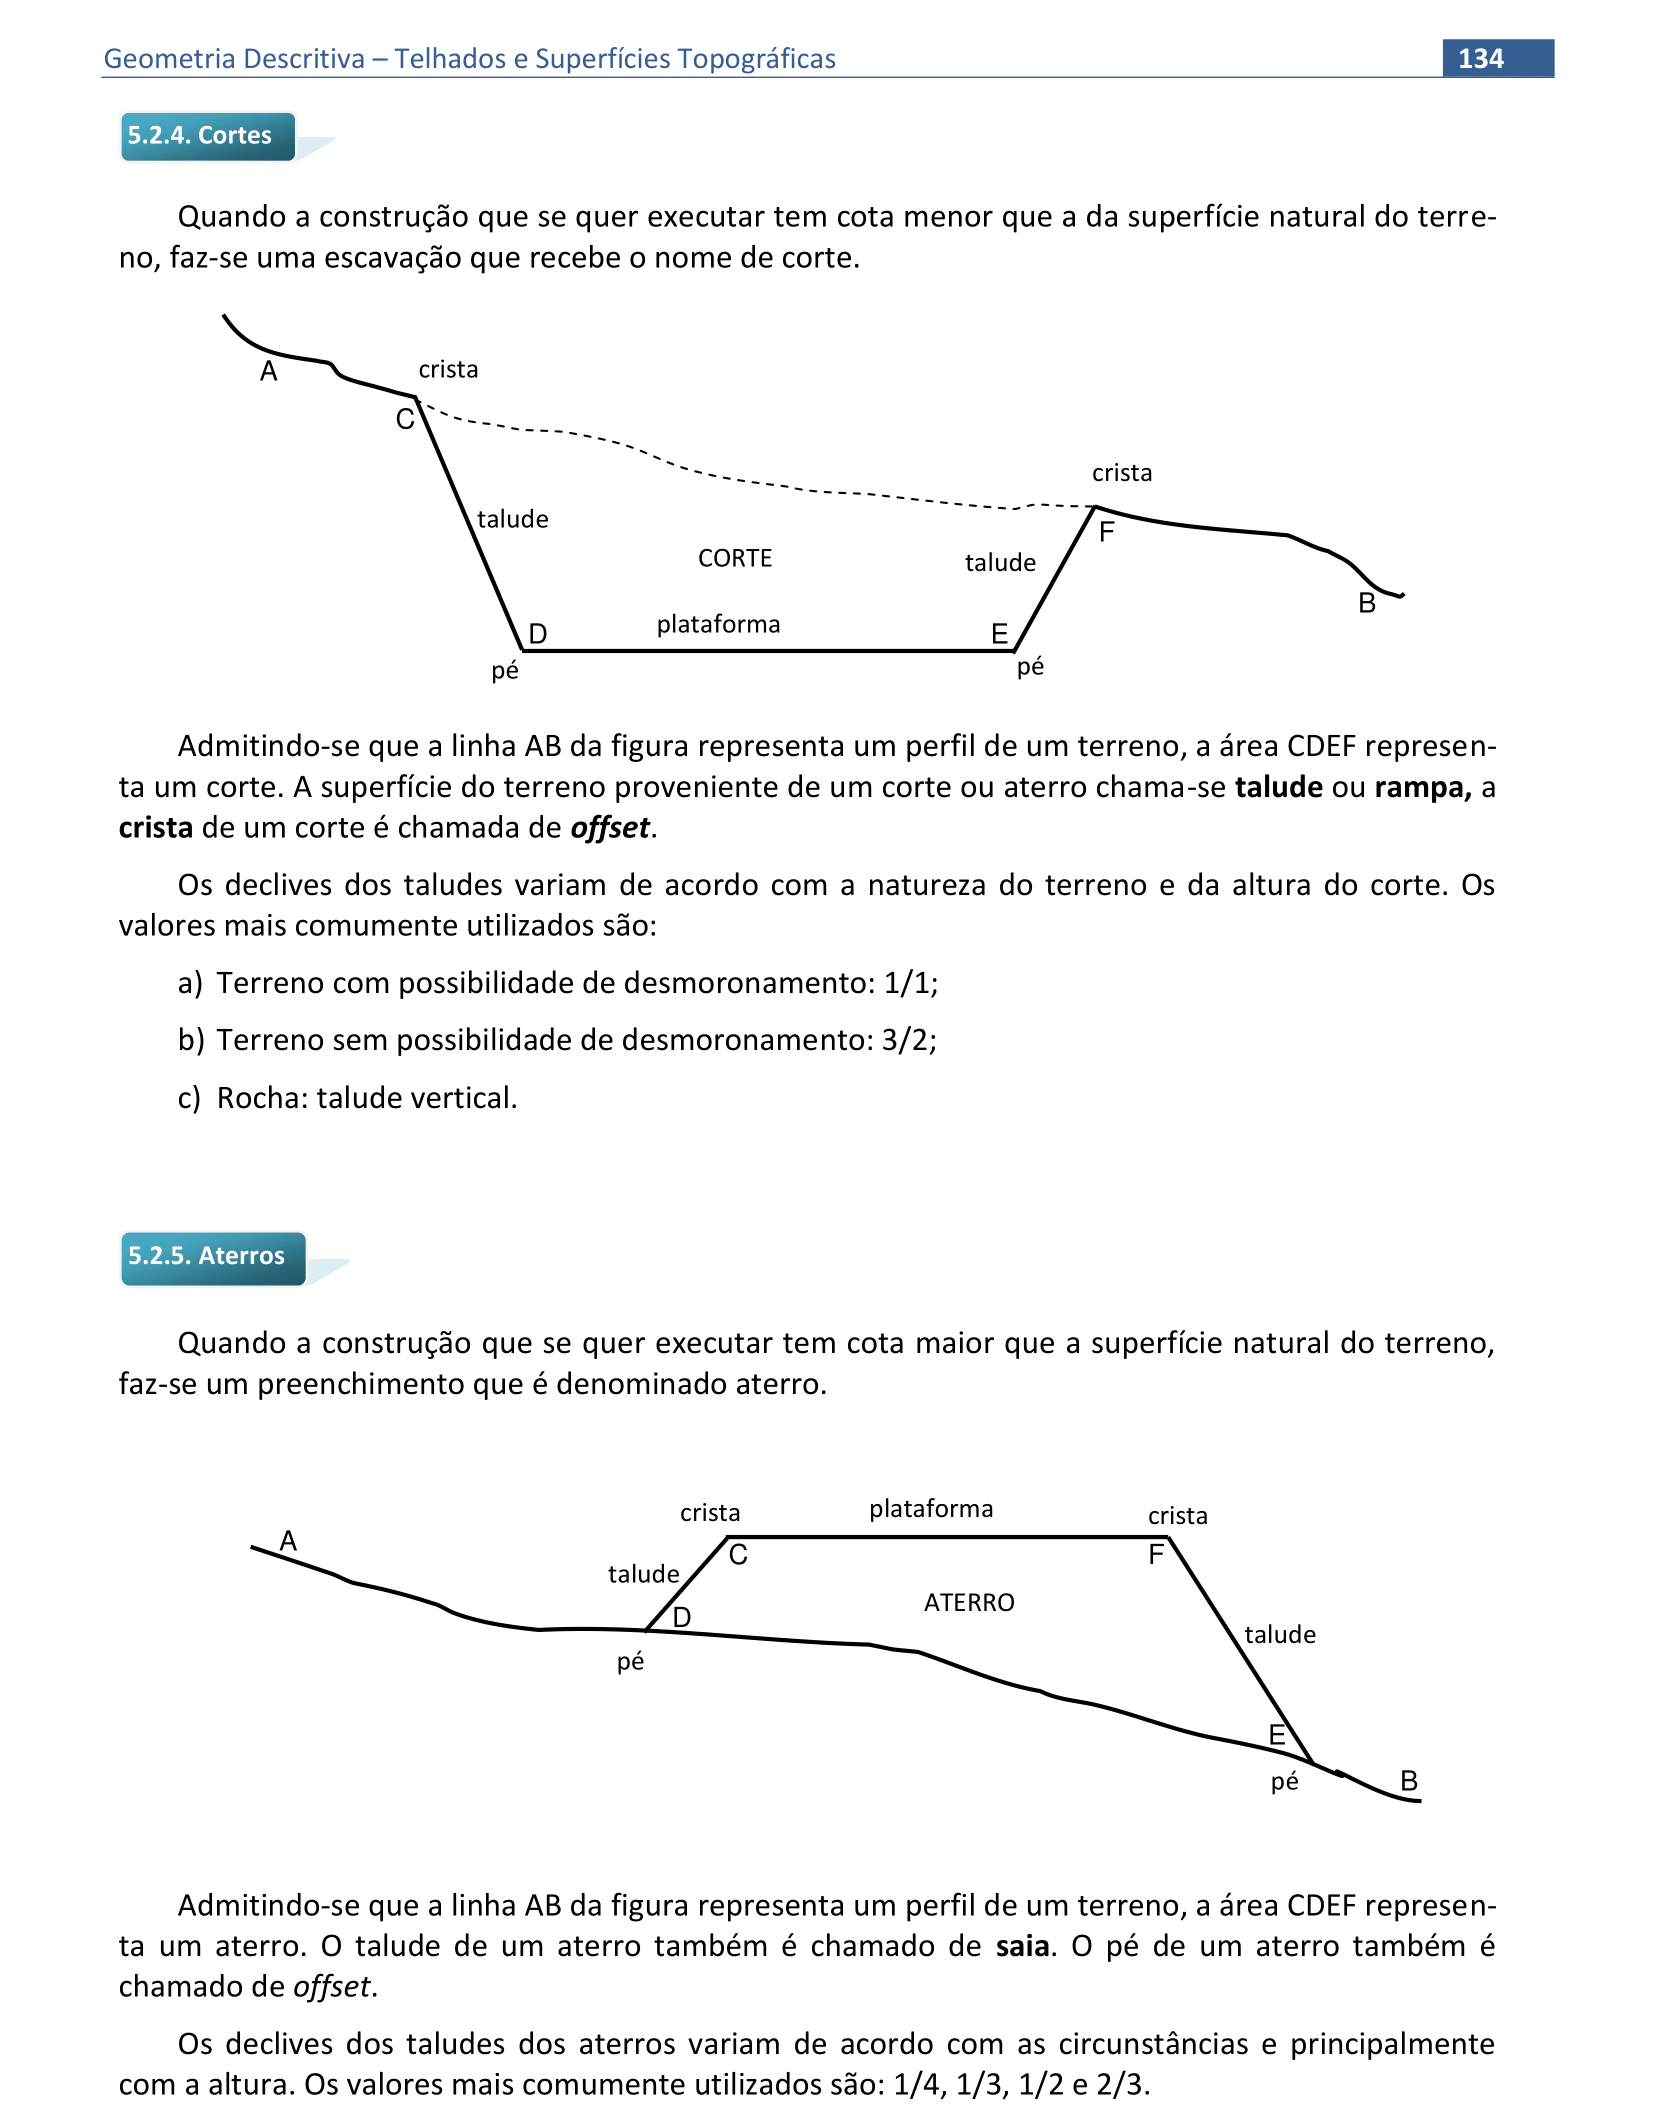 Geometria Descritiva – Telhados e Superfícies Topográficas 134
5.2.4. Cortes
Quando a construção que se quer executar tem cota menor que a da superfície natural do terre-
no, faz-se uma escavação que recebe o nome de corte.
A
crista
C
crista
talude
F
CORTE
talude
B
plataforma
D
E
pé
pé
Admitindo-se que a linha AB da figura representa um perfil de um terreno, a área CDEF represen-
ta um corte. A superfície do terreno proveniente de um corte ou aterro chama-se talude ou rampa, a
crista de um corte é chamada de offset.
Os declives dos taludes variam de acordo com a natureza do terreno e da altura do corte. Os
valores mais comumente utilizados são:
a) Terreno com possibilidade de desmoronamento: 1/1;
b) Terreno sem possibilidade de desmoronamento: 3/2;
c) Rocha: talude vertical.
5.2.5. Aterros
Quando a construção que se quer executar tem cota maior que a superfície natural do terreno,
faz-se um preenchimento que é denominado aterro.
crista
plataforma
crista
A
C
F
talude
ATERRO
D
talude
pé
E
pé
B
Admitindo-se que a linha AB da figura representa um perfil de um terreno, a área CDEF represen-
ta um aterro. O talude de um aterro também é chamado de saia. O pé de um aterro também é
chamado de offset.
Os declives dos taludes dos aterros variam de acordo com as circunstâncias e principalmente
com a altura. Os valores mais comumente utilizados são: 1/4, 1/3, 1/2 e 2/3.